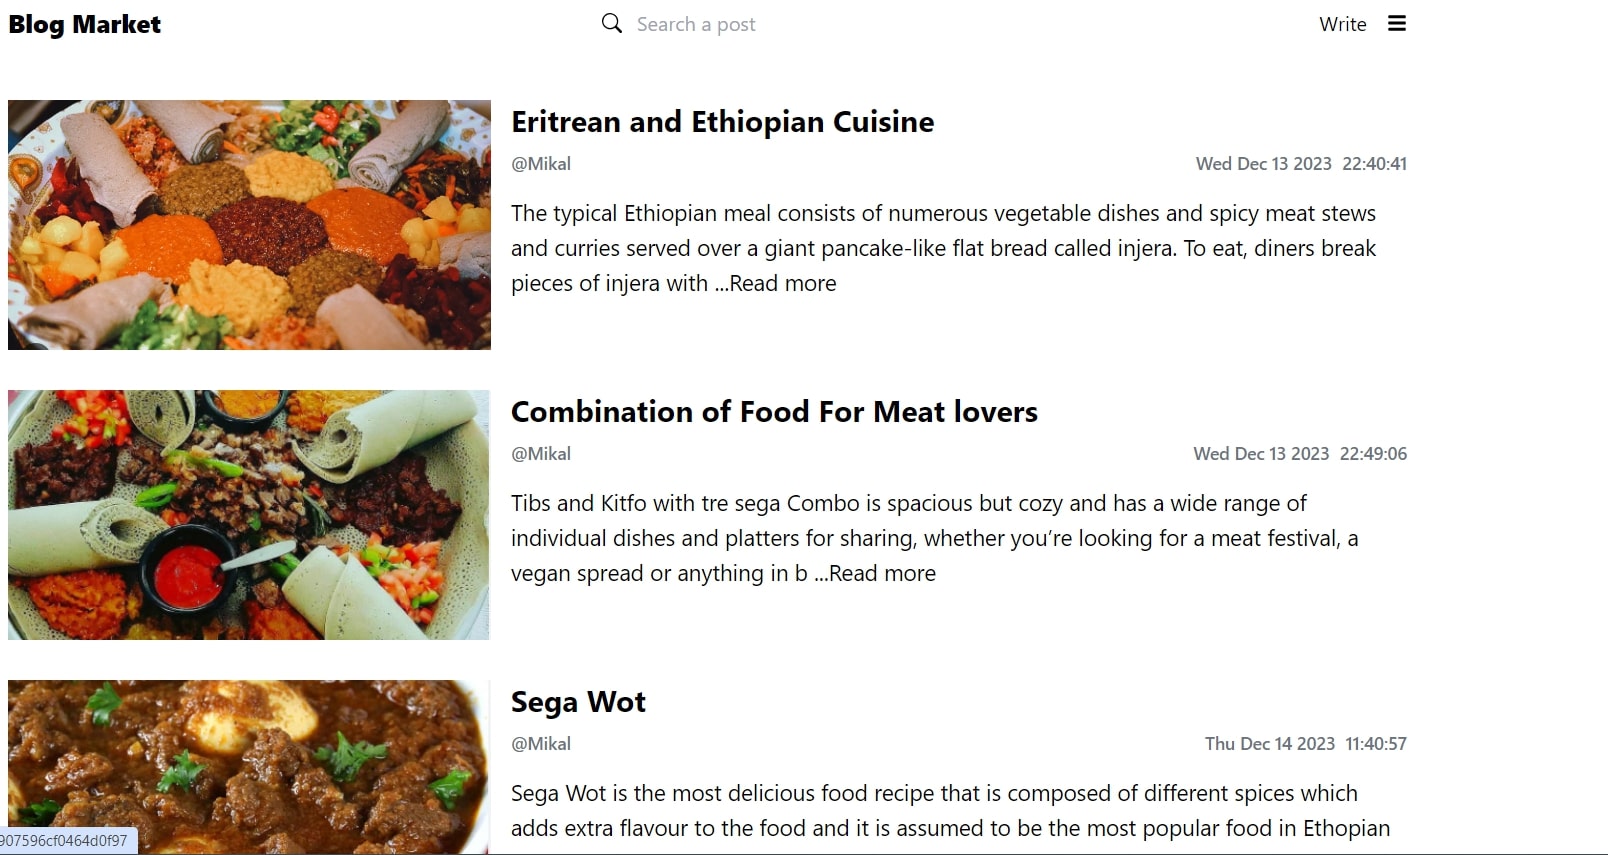 Blog Market
Search a post
Write
Eritrean and Ethiopian Cuisine
@Mikal
Wed Dec 13 2023 22:40:41
The typical Ethiopian meal consists of numerous vegetable dishes and spicy meat stews
and curries served over a giant pancake-like flat bread called injera. To eat, diners break
pieces of injera with ...Read more
Combination of Food For Meat lovers
@Mikal
Wed Dec 13 2023 22:49:06
Tibs and Kitfo with tre sega Combo is spacious but cozy and has a wide range of
individual dishes and platters for sharing, whether you’re looking for a meat festival, a
vegan spread or anything in b ...Read more
Sega Wot
@Mikal
Thu Dec 14 2023 11:40:57
Sega Wot is the most delicious food recipe that is composed of different spices which
adds extra flavour to the food and it is assumed to be the most popular food in Ethopian
907596cf0464d0f97